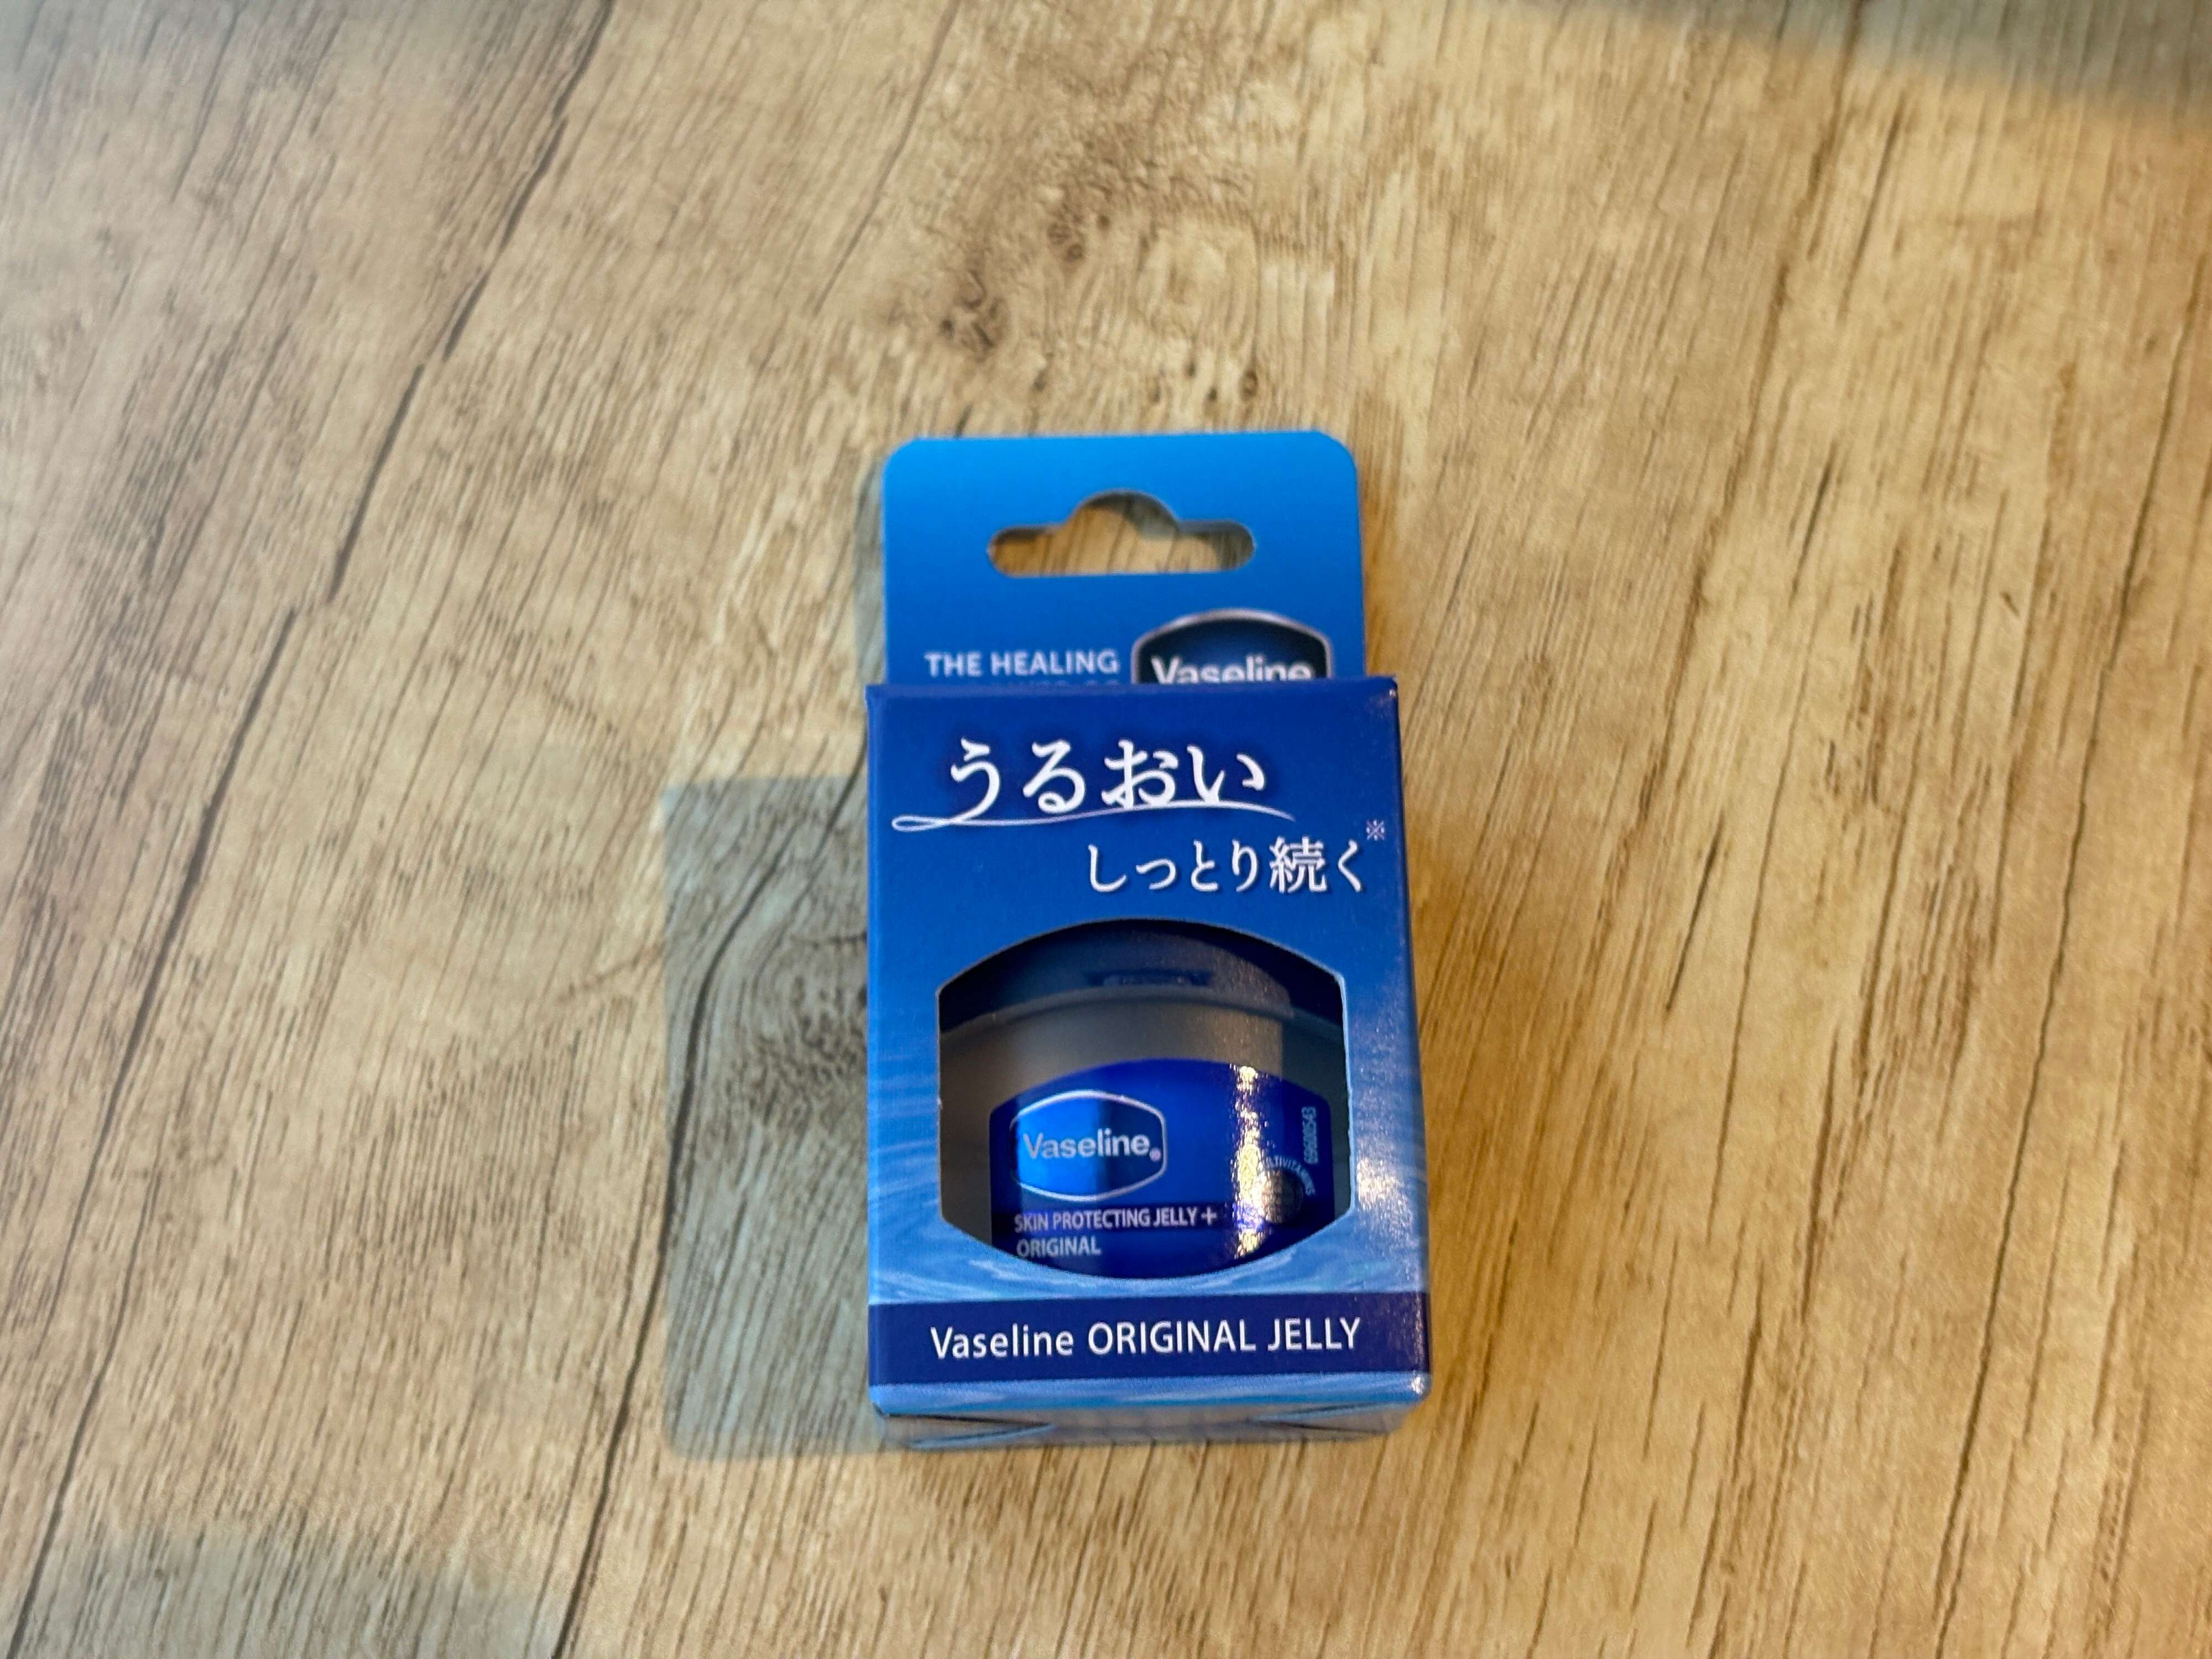 THE HEALING
Vaseline
うるおい
しっとり続く※
Vaseline®
SKIN PROTECTING JELLY +
ORIGINAL
Vaseline ORIGINAL JELLY